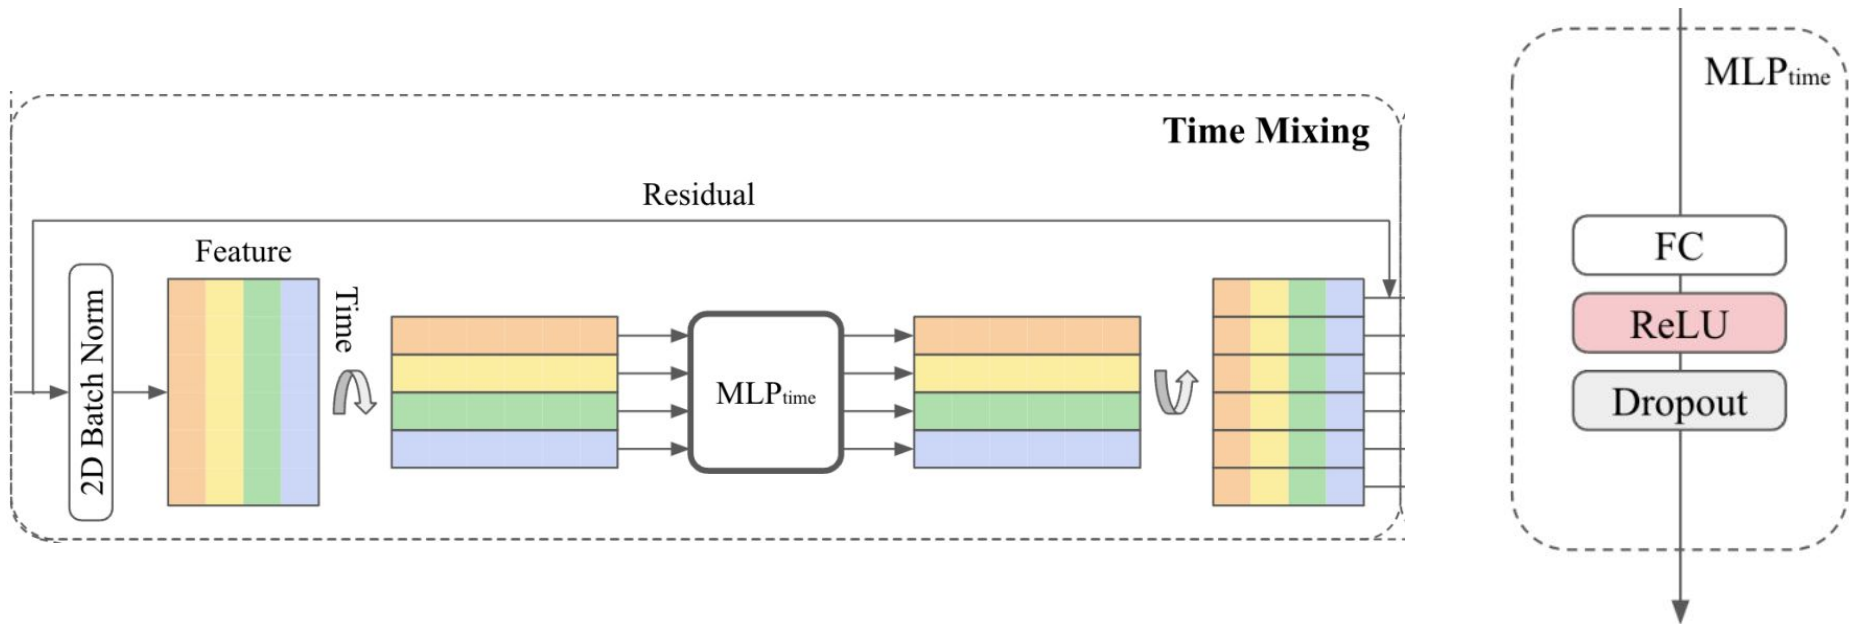 Time Mixing
Residual
Feature
Time
2D Batch Norm
MLPtime
MLPtime
FC
ReLU
Dropout